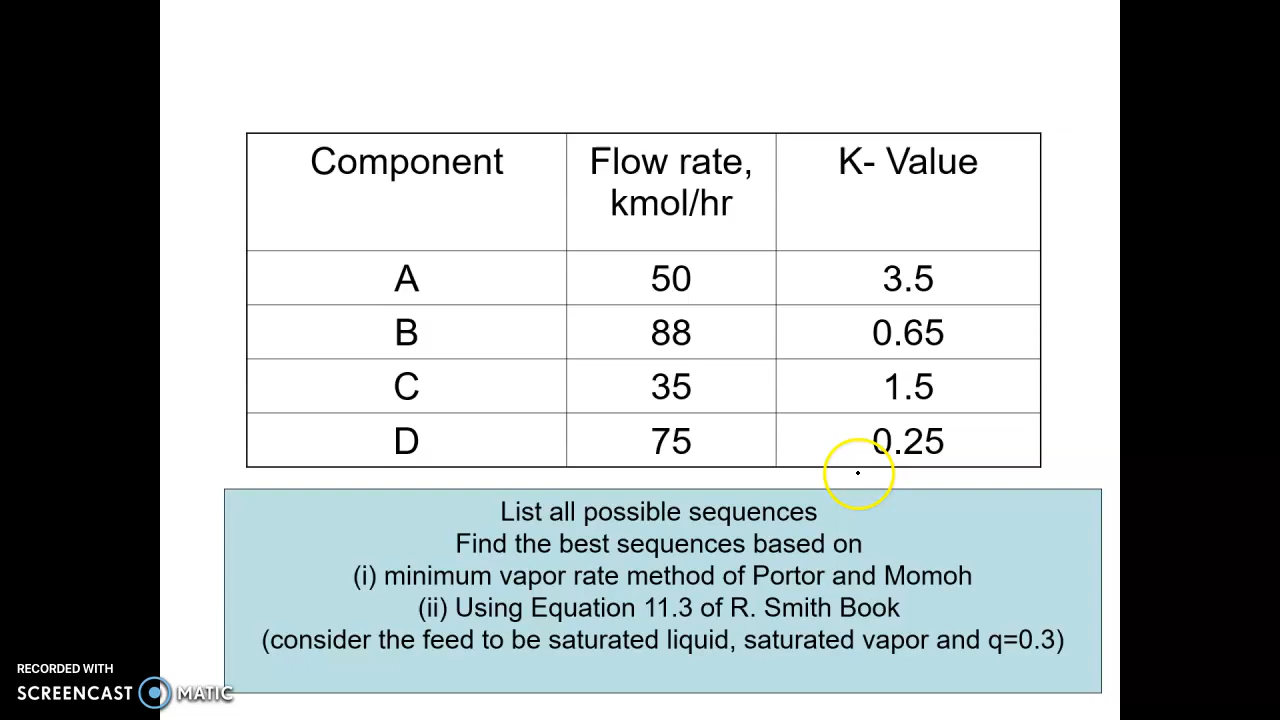 Component Flow rate, K- Value
kmol/hr
A 50 3.5
B 88 0.65
C 35 1.5
D 75 0.25
List all possible sequences
Find the best sequences based on
(i) minimum vapor rate method of Portor and Momoh
(ii) Using Equation 11.3 of R. Smith Book
(consider the feed to be saturated liquid, saturated vapor and q=0.3)
RECORDED WITH
SCREENCAST MATIC